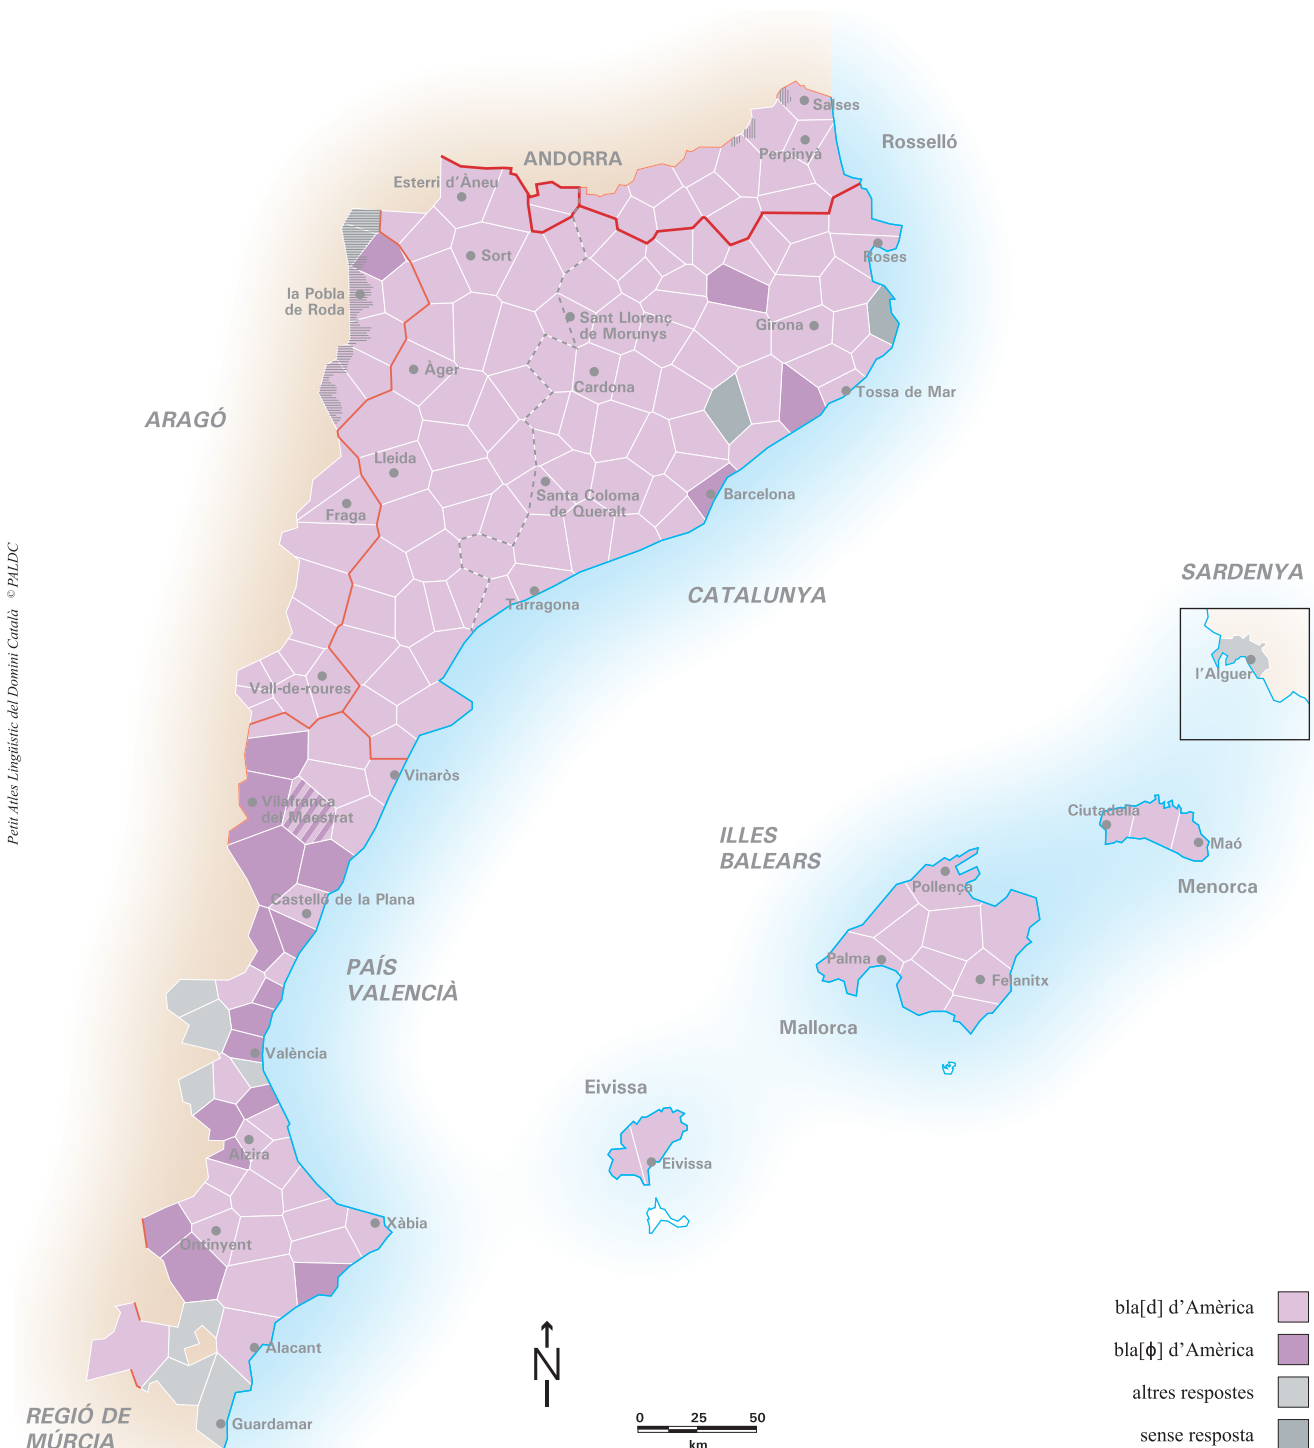 Salses
Rosselló
Perpinyà
ANDORRA
Esterri d'Àneu
Roses
Sort
la Pobla
de Roda
Sant Llorenç
de Morunys
Girona
Àger
Cardona
Tossa de Mar
ARAGÓ
Lleida
Santa Coloma
de Queralt
Barcelona
Fraga
Petit Atles Lingüístic del Domini Català © PALDC
SARDENYA
CATALUNYA
Tarragona
l'Alguer
Vall-de-roures
Vinaròs
Vilafranca
del Maestrat
Ciutadella
ILLES
BALEARS
Maó
Menorca
Pollença
Castelló de la Plana
Palma
PAÍS
VALENCIÀ
Felanitx
Mallorca
València
Eivissa
Alzira
Eivissa
Xàbia
Ontinyent
bla[d] d'Amèrica
Alacant
N
bla[ɸ] d'Amèrica
altres respostes
REGIÓ DE
MÚRCIA
Guardamar
0 25 50
km
sense resposta